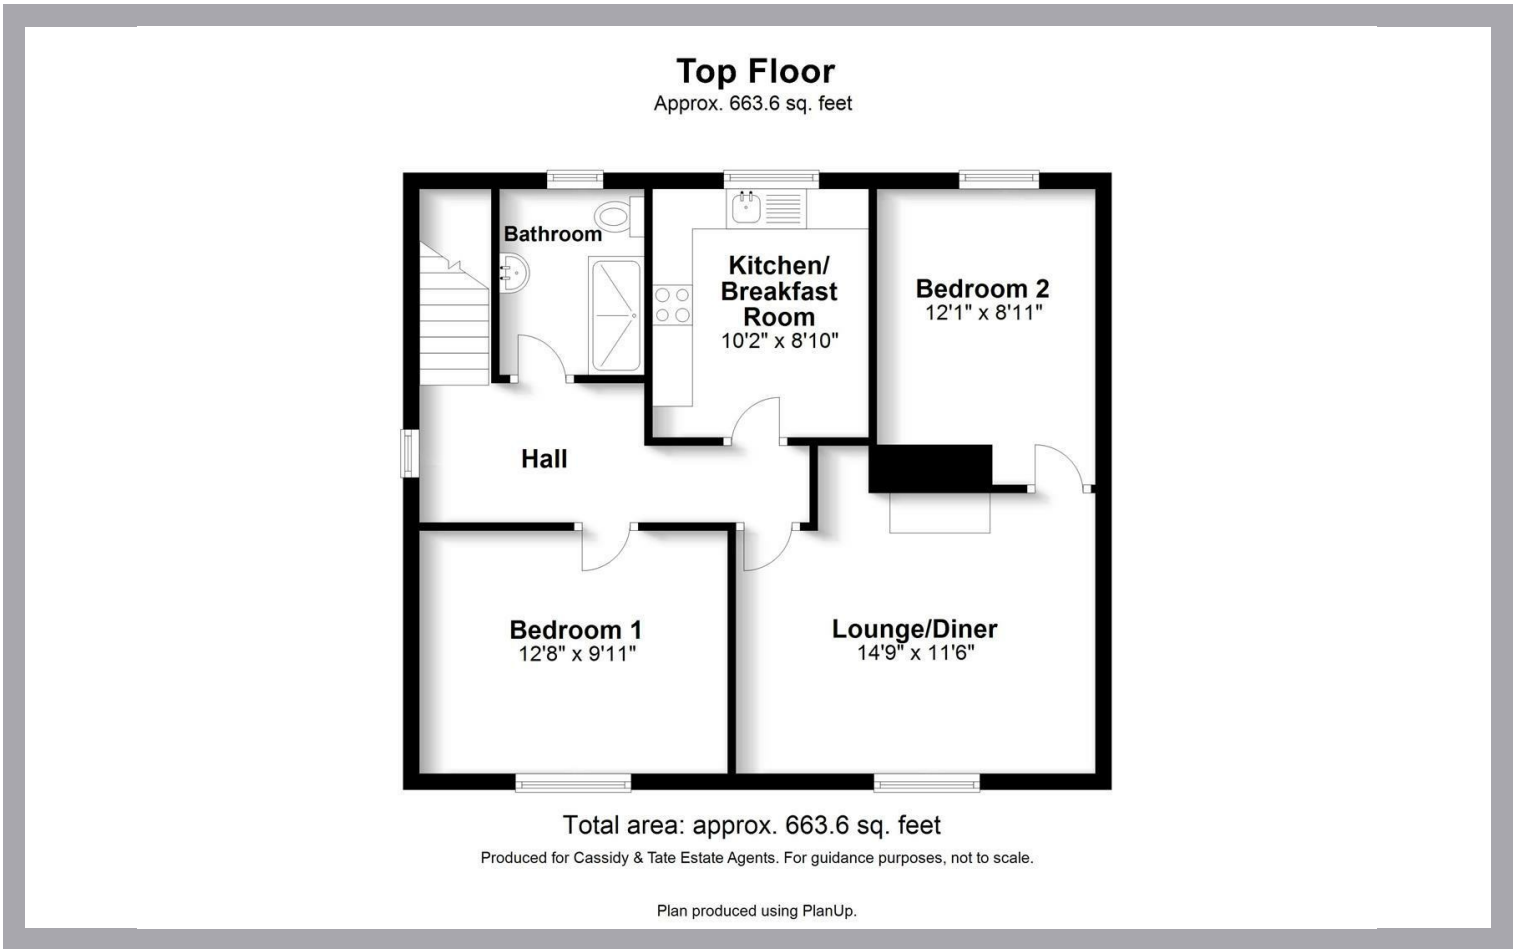 Top Floor
Approx. 663.6 sq. feet
Bathroom
Kitchen/
Breakfast
Room
10'2" x 8'10"
Bedroom 2
12'1" x 8'11"
Hall
Bedroom 1
12'8" x 9'11"
Lounge/Diner
14'9" x 11'6"
Total area: approx. 663.6 sq. feet
Produced for Cassidy & Tate Estate Agents. For guidance purposes, not to scale.
Plan produced using PlanUp.